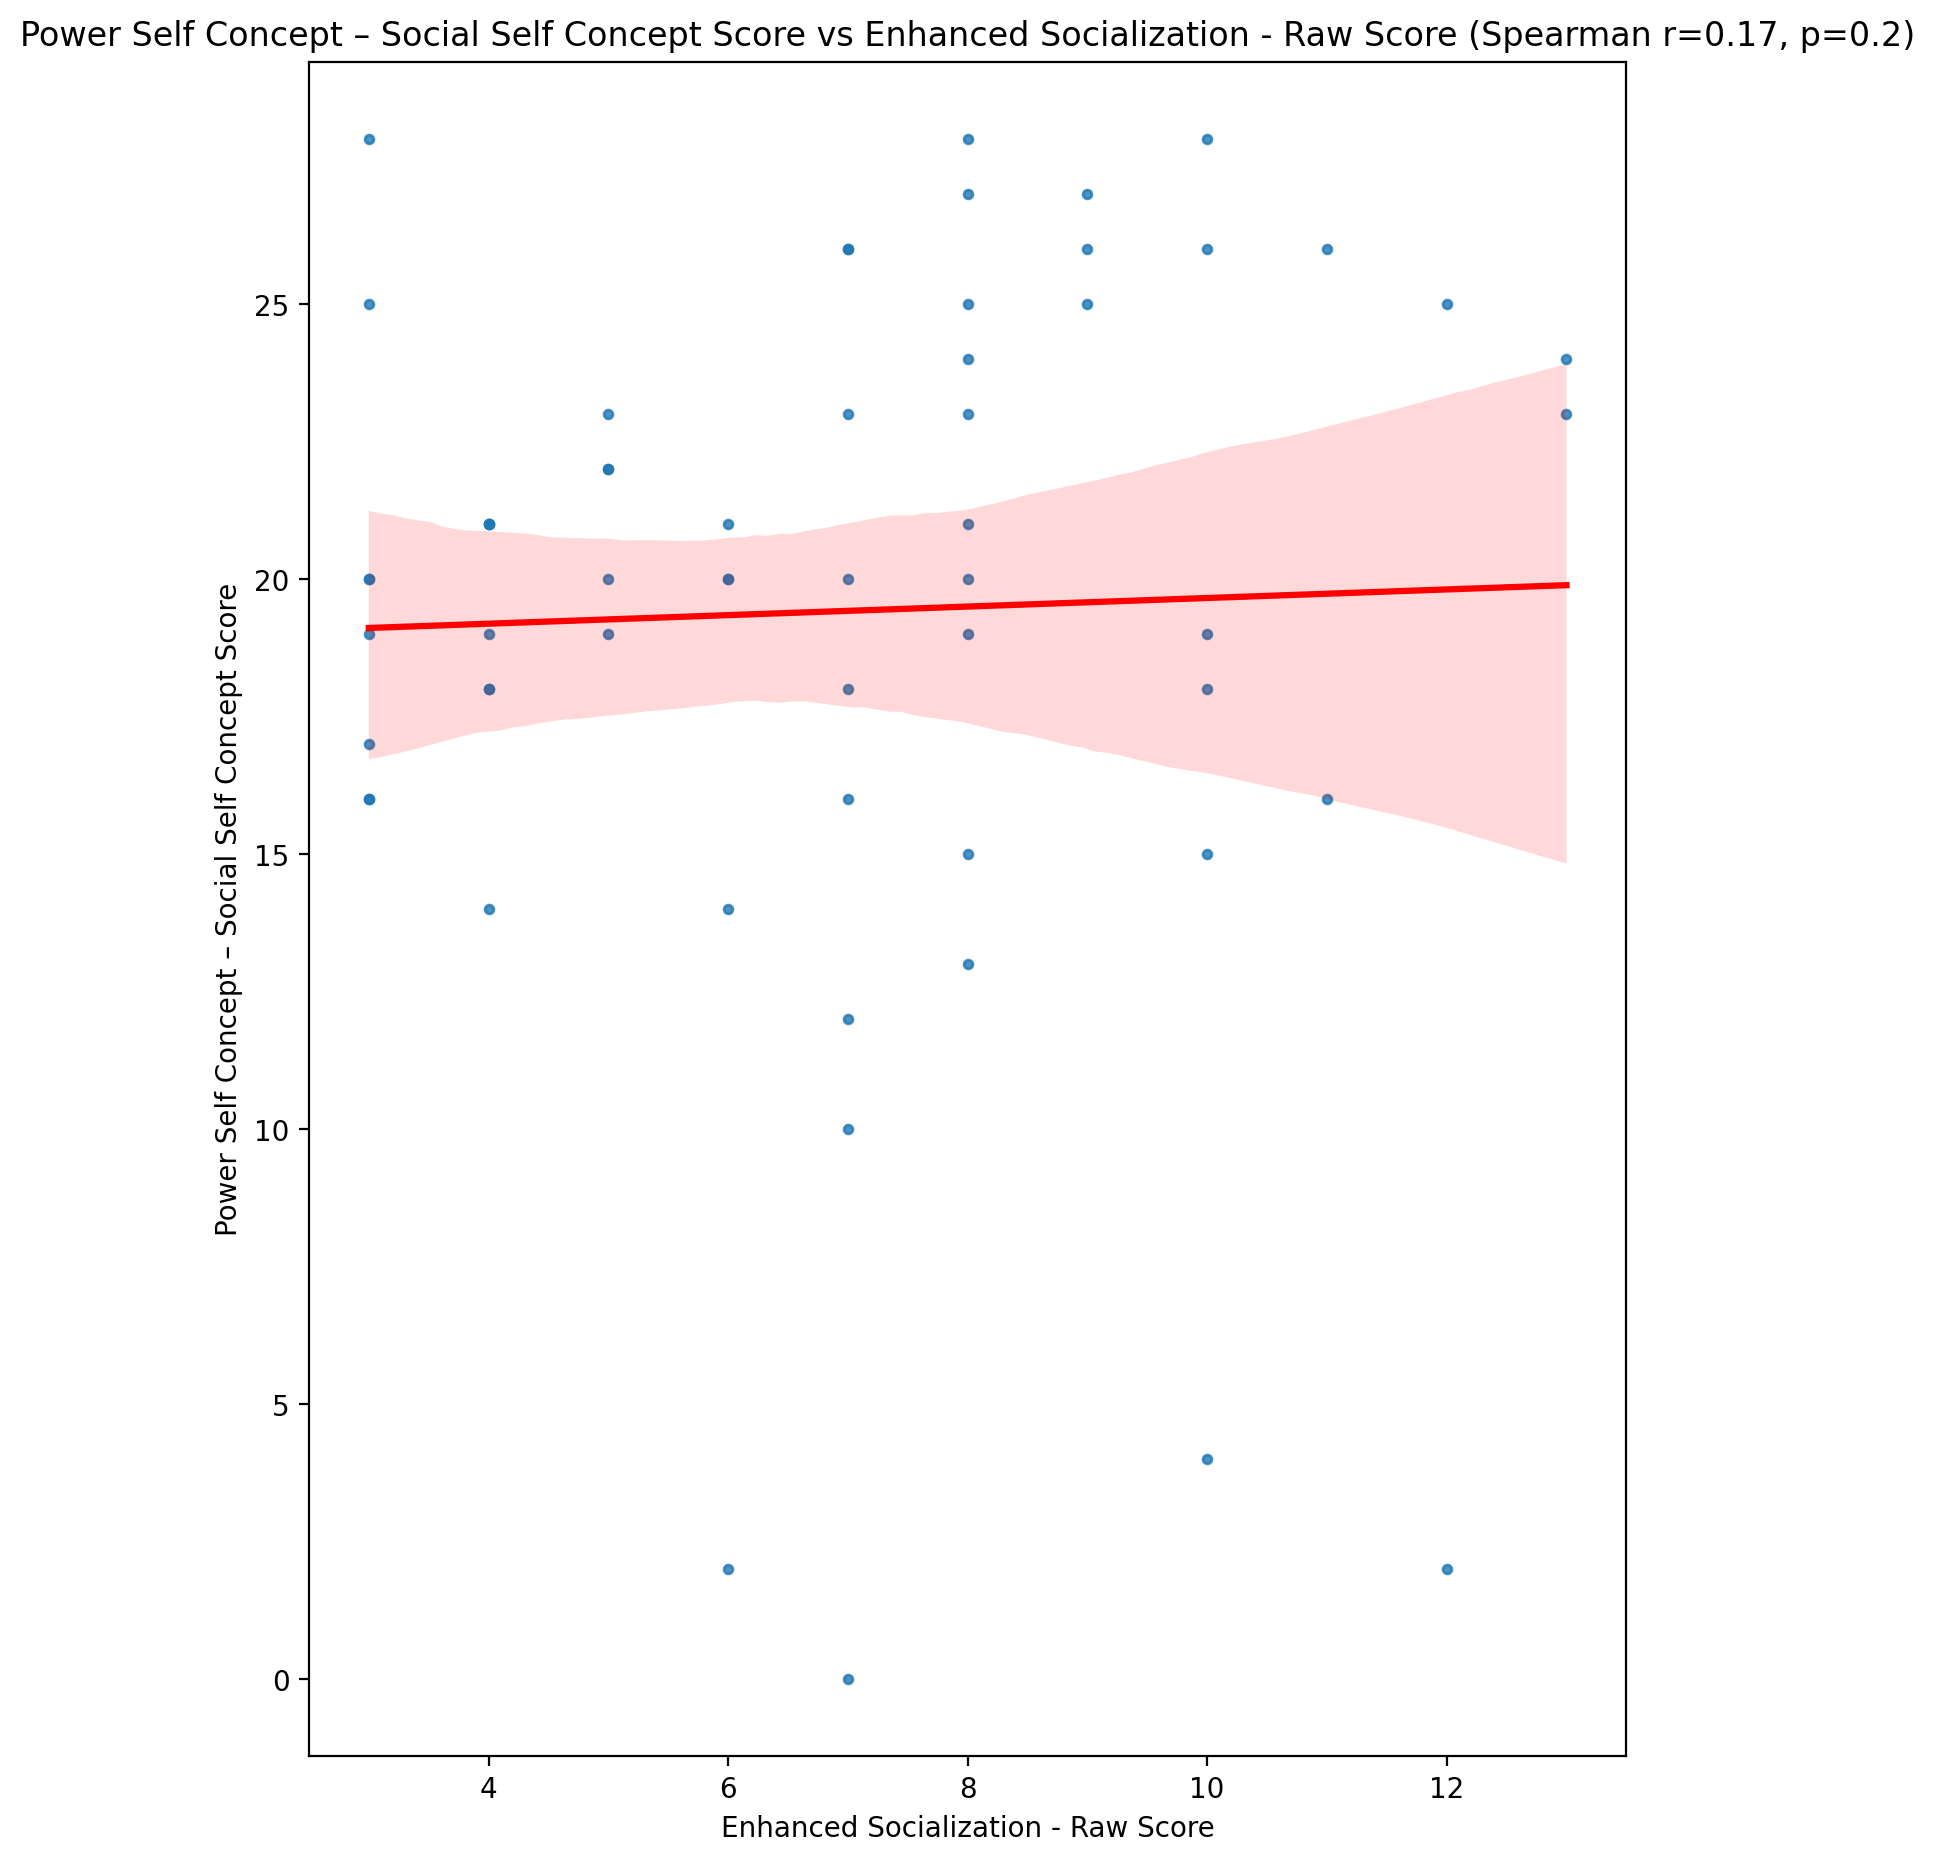 Power Self Concept – Social Self Concept Score vs Enhanced Socialization - Raw Score (Spearman r=0.17, p=0.2)
Power Self Concept – Social Self Concept Score
25
20
15
10
5
0
4 6 8 10 12
Enhanced Socialization - Raw Score